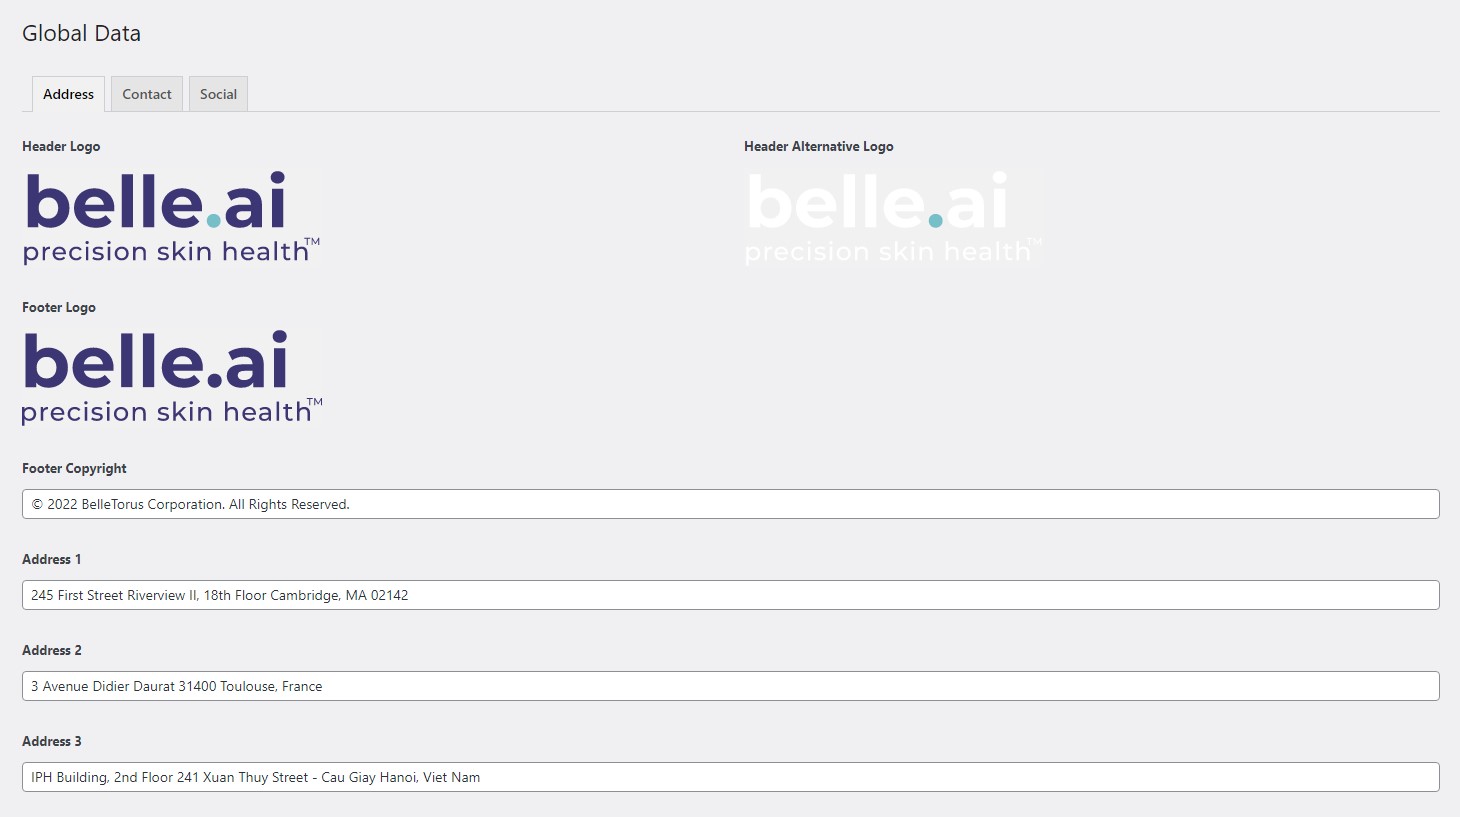 Global Data
Address Contact Social
Header Logo
Header Alternative Logo
belle.ai
precision skin health™
belle.ai
precision skin health™
Footer Logo
belle.ai
precision skin health™
Footer Copyright
© 2022 BelleTorus Corporation. All Rights Reserved.
Address 1
245 First Street Riverview II, 18th Floor Cambridge, MA 02142
Address 2
3 Avenue Didier Daurat 31400 Toulouse, France
Address 3
IPH Building, 2nd Floor 241 Xuan Thuy Street - Cau Giay Hanoi, Viet Nam